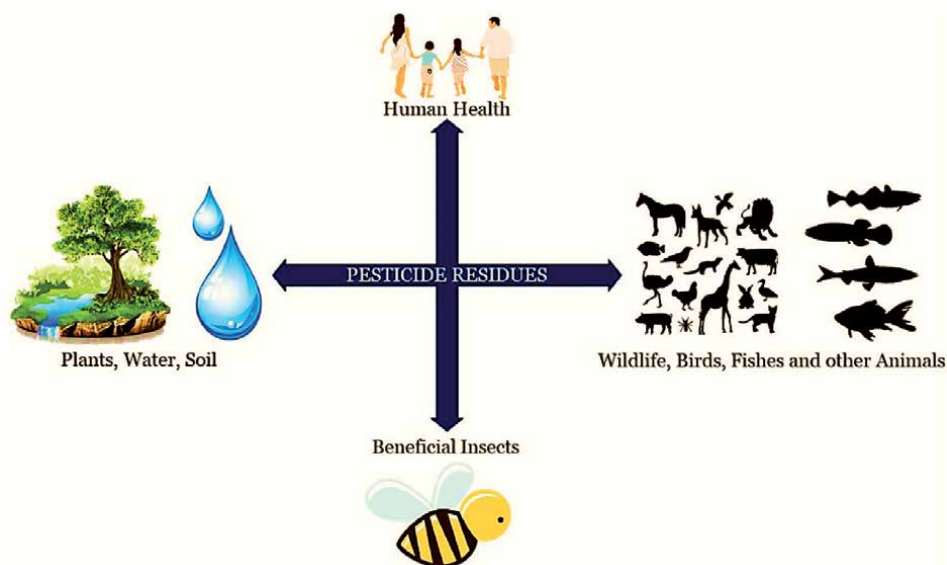 Human Health
PESTICIDE RESIDUES
Plants, Water, Soil
Wildlife, Birds, Fishes and other Animals
Beneficial Insects